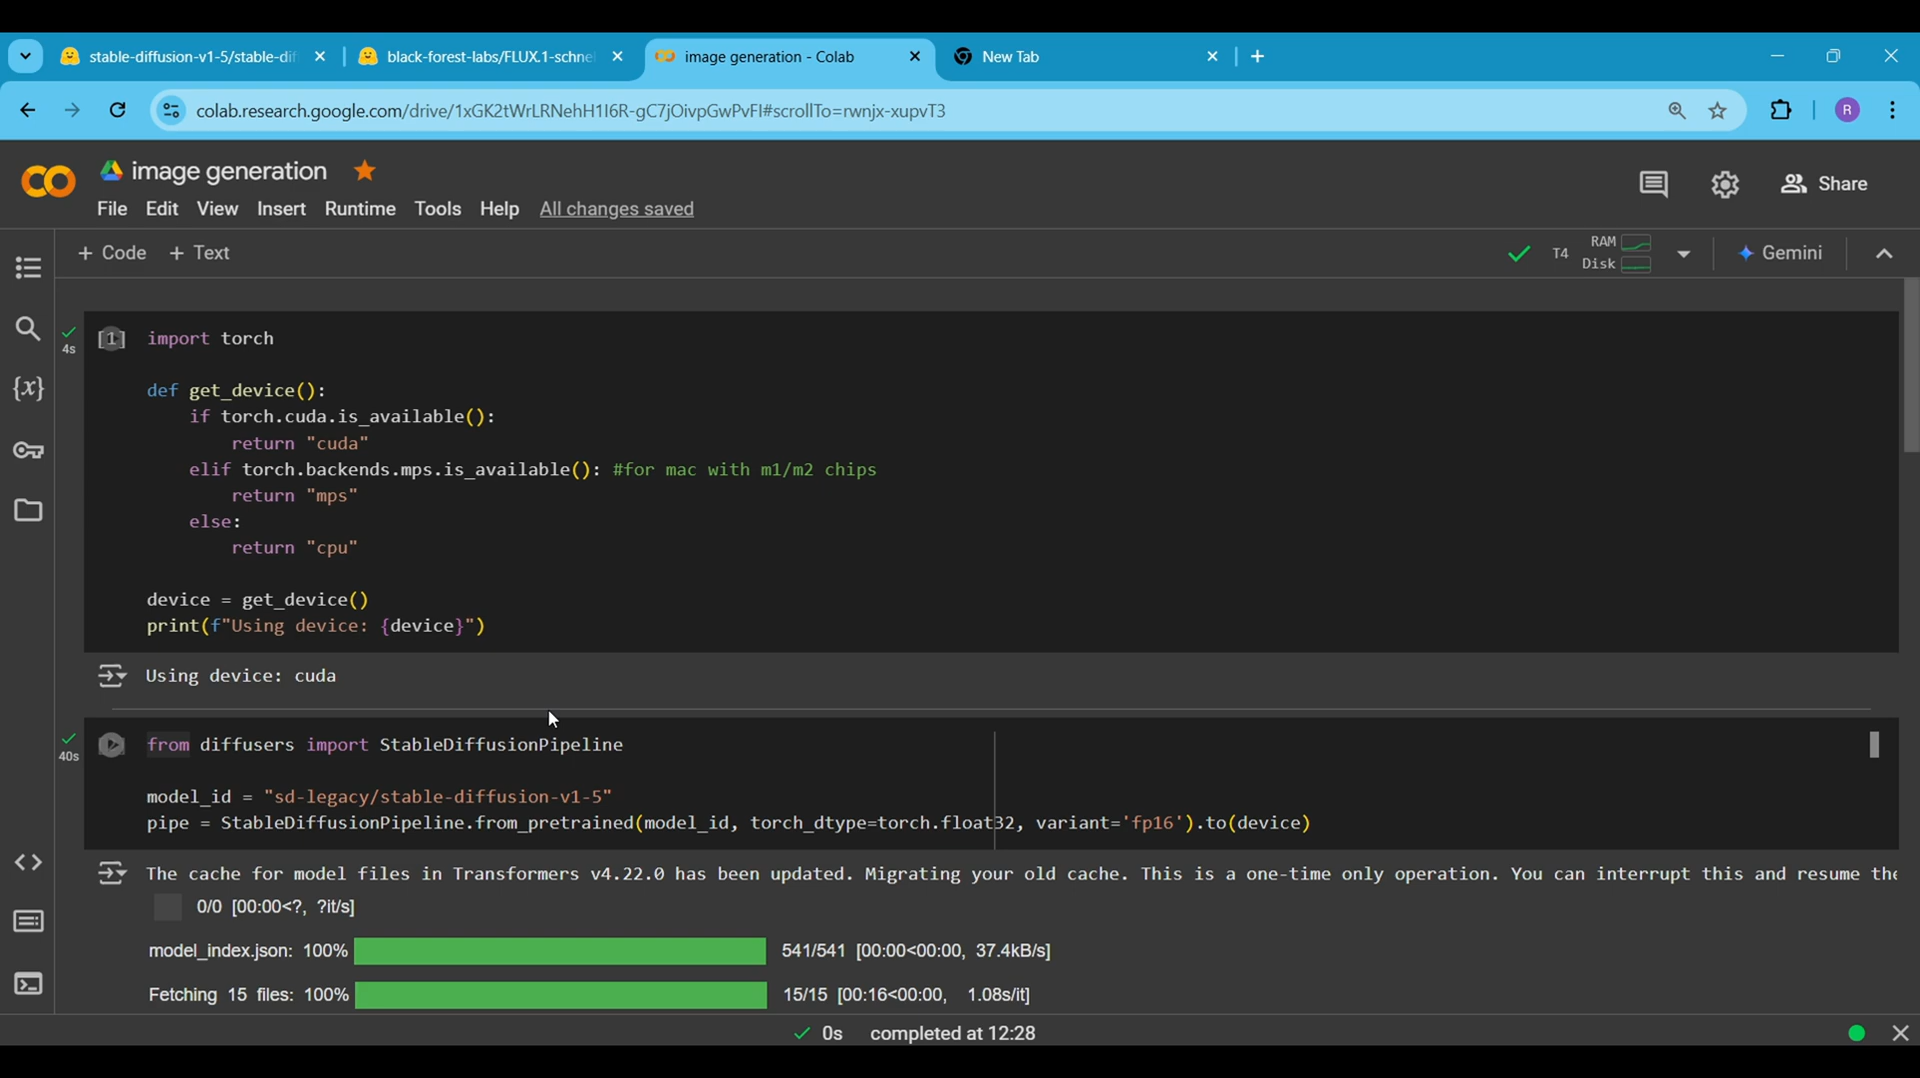 stable-diffusion-v1-5/stable-dif
black-forest-labs/FLUX.1-schne
image generation - Colab
New Tab
colab.research.google.com/drive/1xGK2tWrLRNehH1I6R-gC7jOivpGwPvFI#scrollTo=rwnjx-xupvT3
R
image generation
File Edit View Insert Runtime Tools Help All changes saved
Share
+ Code + Text
T4
RAM
Disk
Gemini
4s
[1]
import torch
def get_device():
    if torch.cuda.is_available():
        return "cuda"
    elif torch.backends.mps.is_available(): #for mac with m1/m2 chips
        return "mps"
    else:
        return "cpu"
device = get_device()
print(f"Using device: {device}")
Using device: cuda
40s
from diffusers import StableDiffusionPipeline
model_id = "sd-legacy/stable-diffusion-v1-5"
pipe = StableDiffusionPipeline.from_pretrained(model_id, torch_dtype=torch.float32, variant='fp16').to(device)
The cache for model files in Transformers v4.22.0 has been updated. Migrating your old cache. This is a one-time only operation. You can interrupt this and resume the
0/0 [00:00<?, ?it/s]
model_index.json: 100% 541/541 [00:00<00:00, 37.4kB/s]
Fetching 15 files: 100% 15/15 [00:16<00:00, 1.08s/it]
0s completed at 12:28